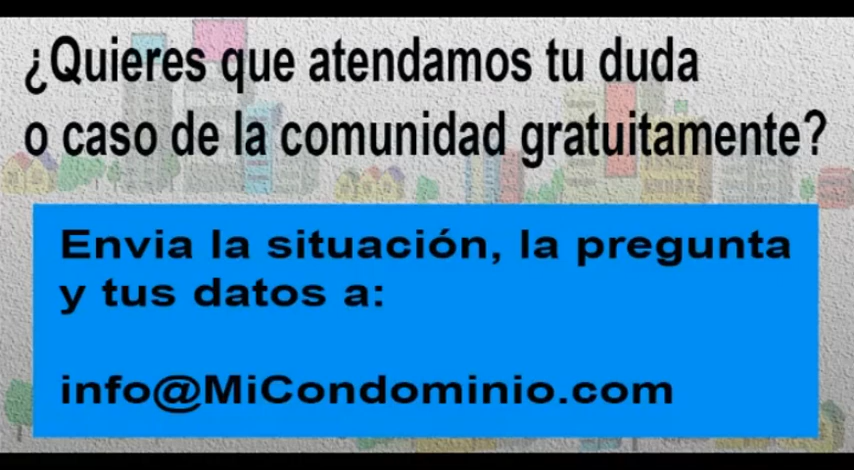 ¿Quieres que atendamos tu duda
o caso de la comunidad gratuitamente?
Envia la situación, la pregunta
y tus datos a:
info@MiCondominio.com